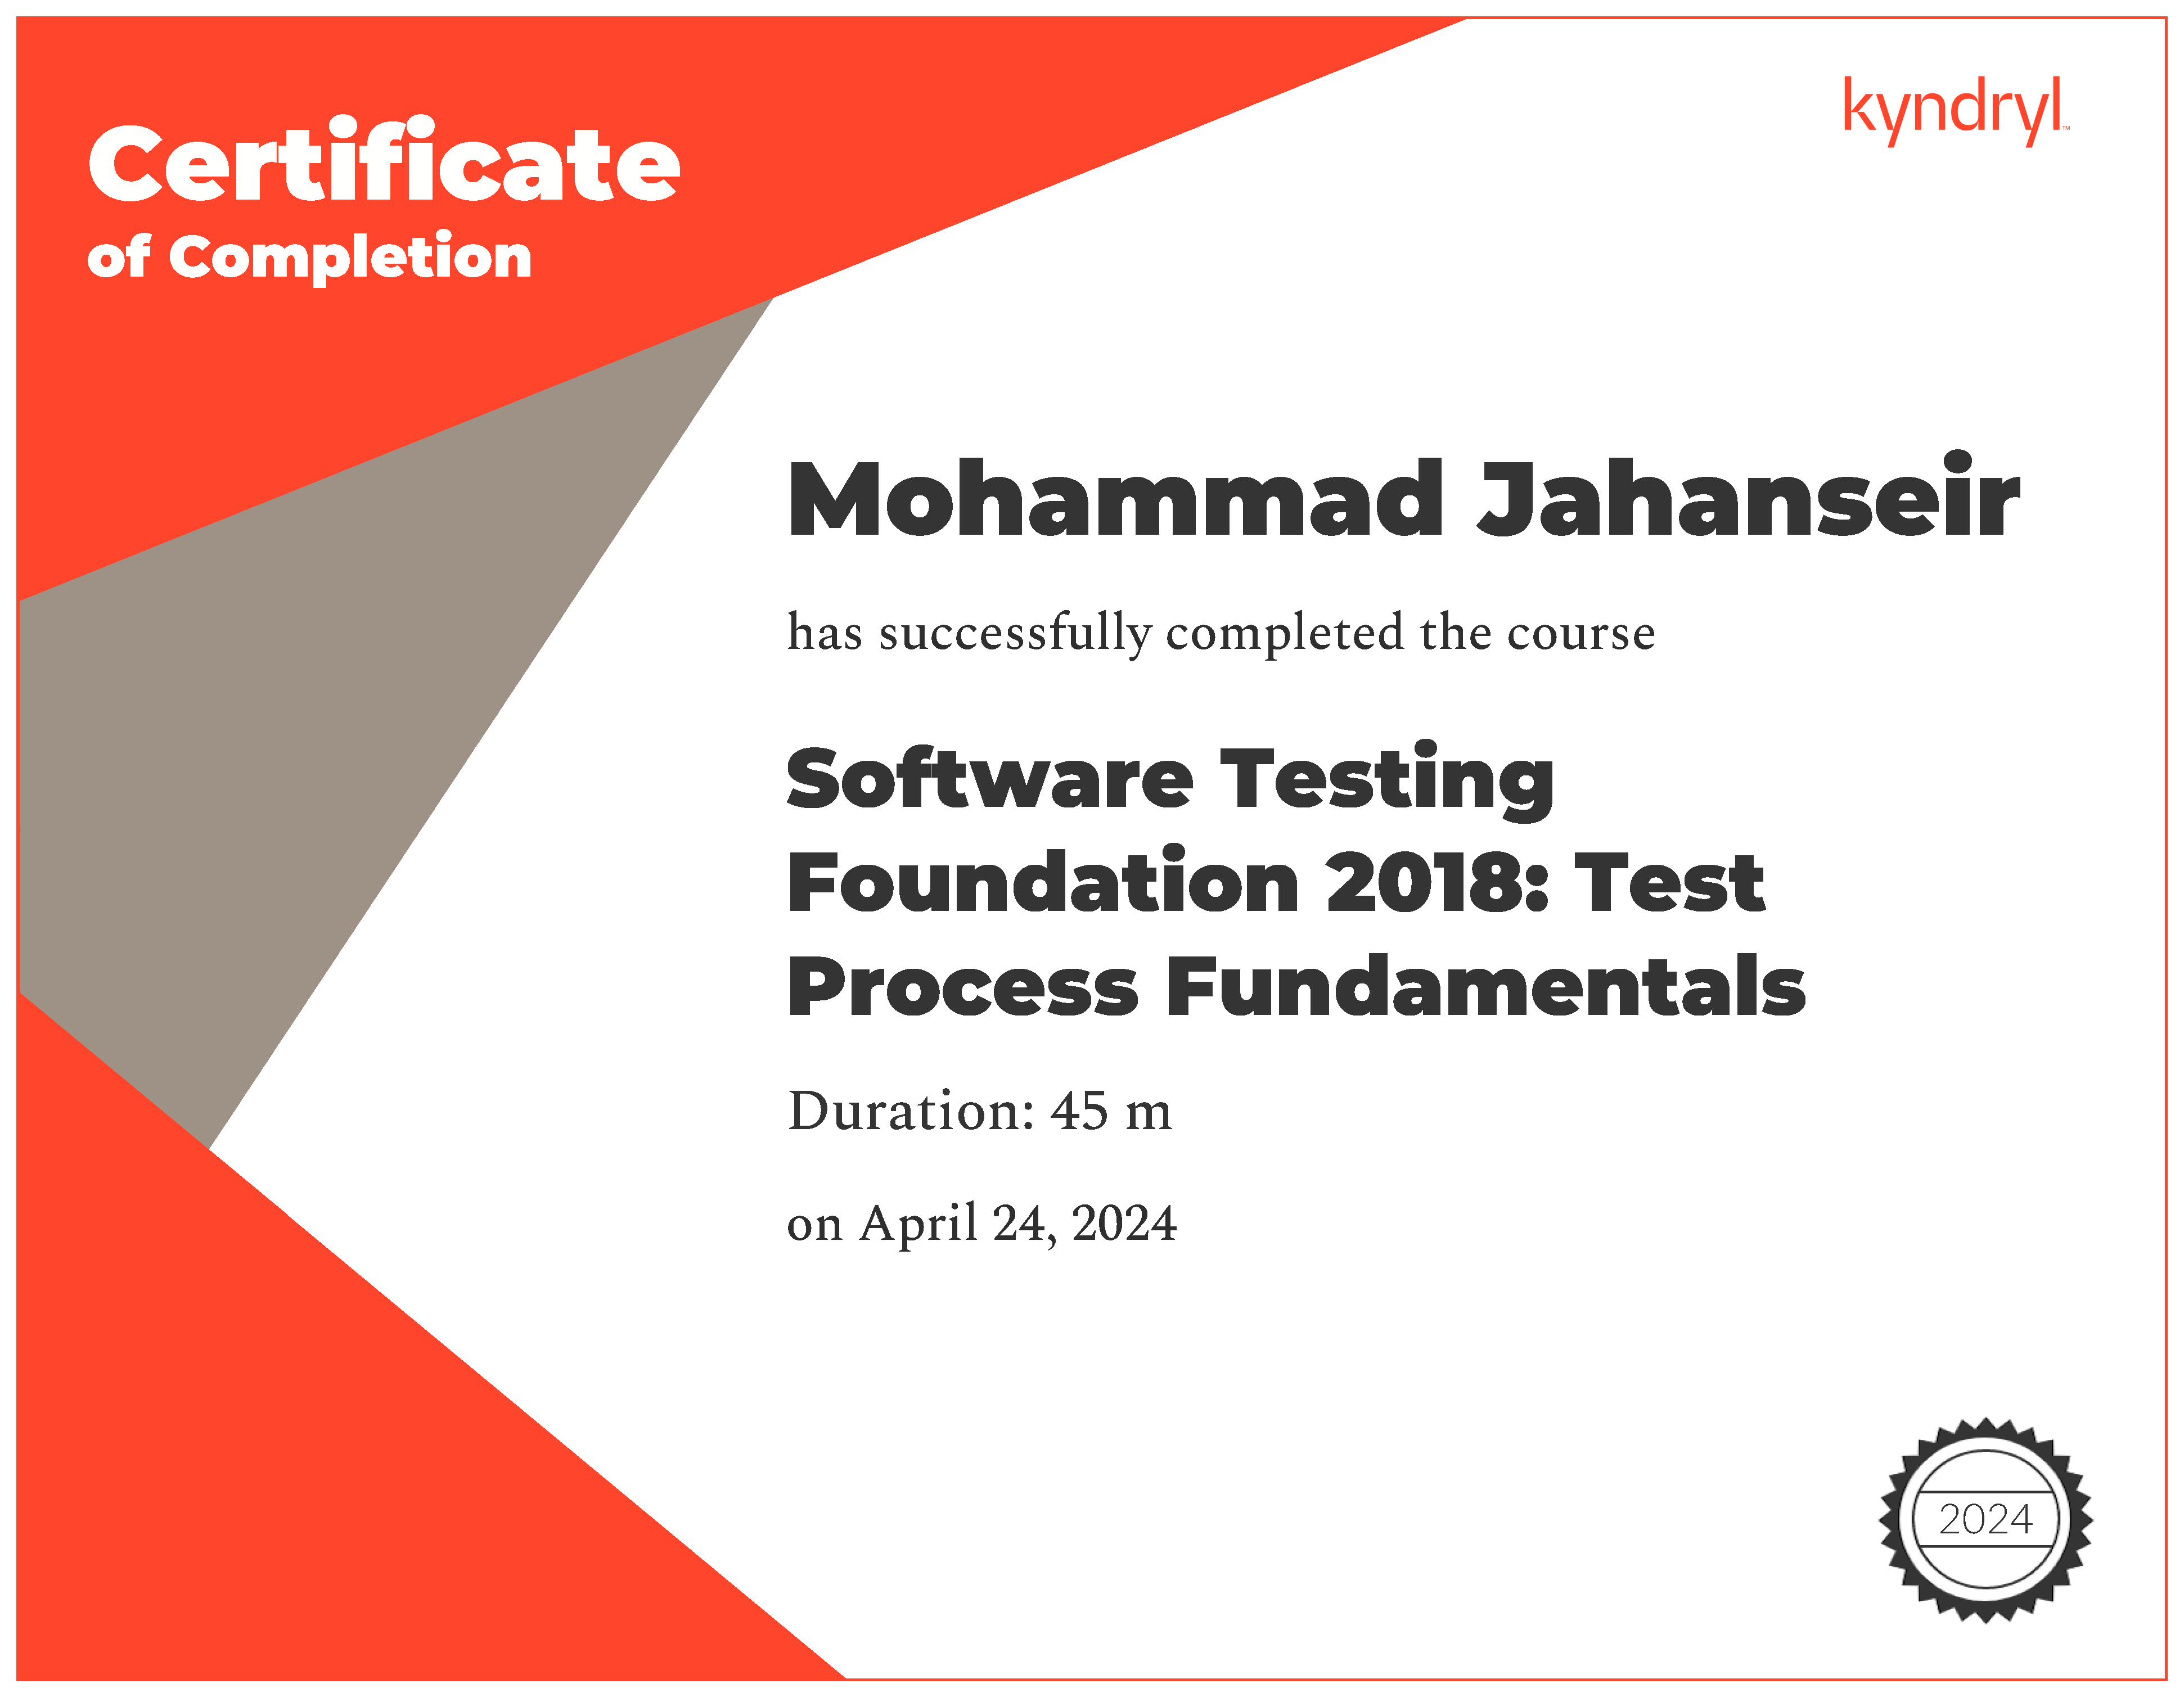 Certificate
of Completion
kyndryl™
Mohammad Jahanseir
has successfully completed the course
Software Testing
Foundation 2018: Test
Process Fundamentals
Duration: 45 m
on April 24, 2024
2024